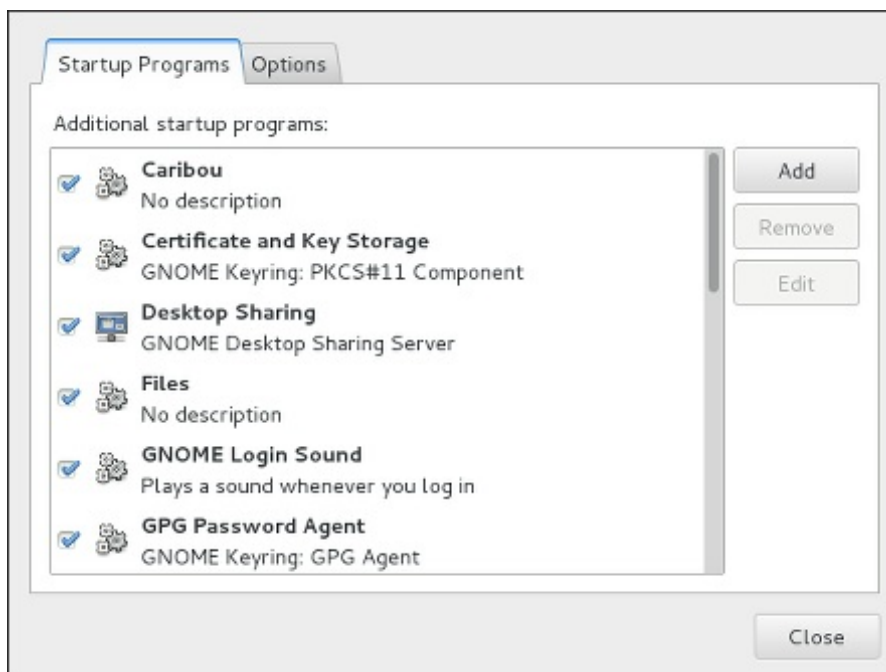 Startup Programs
Options
Additional startup programs:
Caribou
No description
Certificate and Key Storage
GNOME Keyring: PKCS#11 Component
Desktop Sharing
GNOME Desktop Sharing Server
Files
No description
GNOME Login Sound
Plays a sound whenever you log in
GPG Password Agent
GNOME Keyring: GPG Agent
Add
Remove
Edit
Close